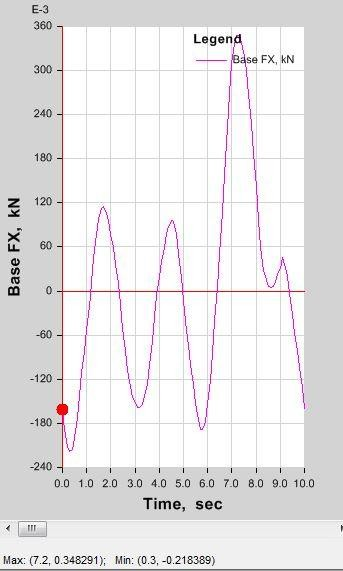 E-3
360
300
240
180
120
60
0
-60
-120
-180
-240
Base FX, kN
Legend
Base FX, kN
0.0 1.0 2.0 3.0 4.0 5.0 6.0 7.0 8.0 9.0 10.0
Time, sec
Max: (7.2, 0.348291); Min: (0.3, -0.218389)